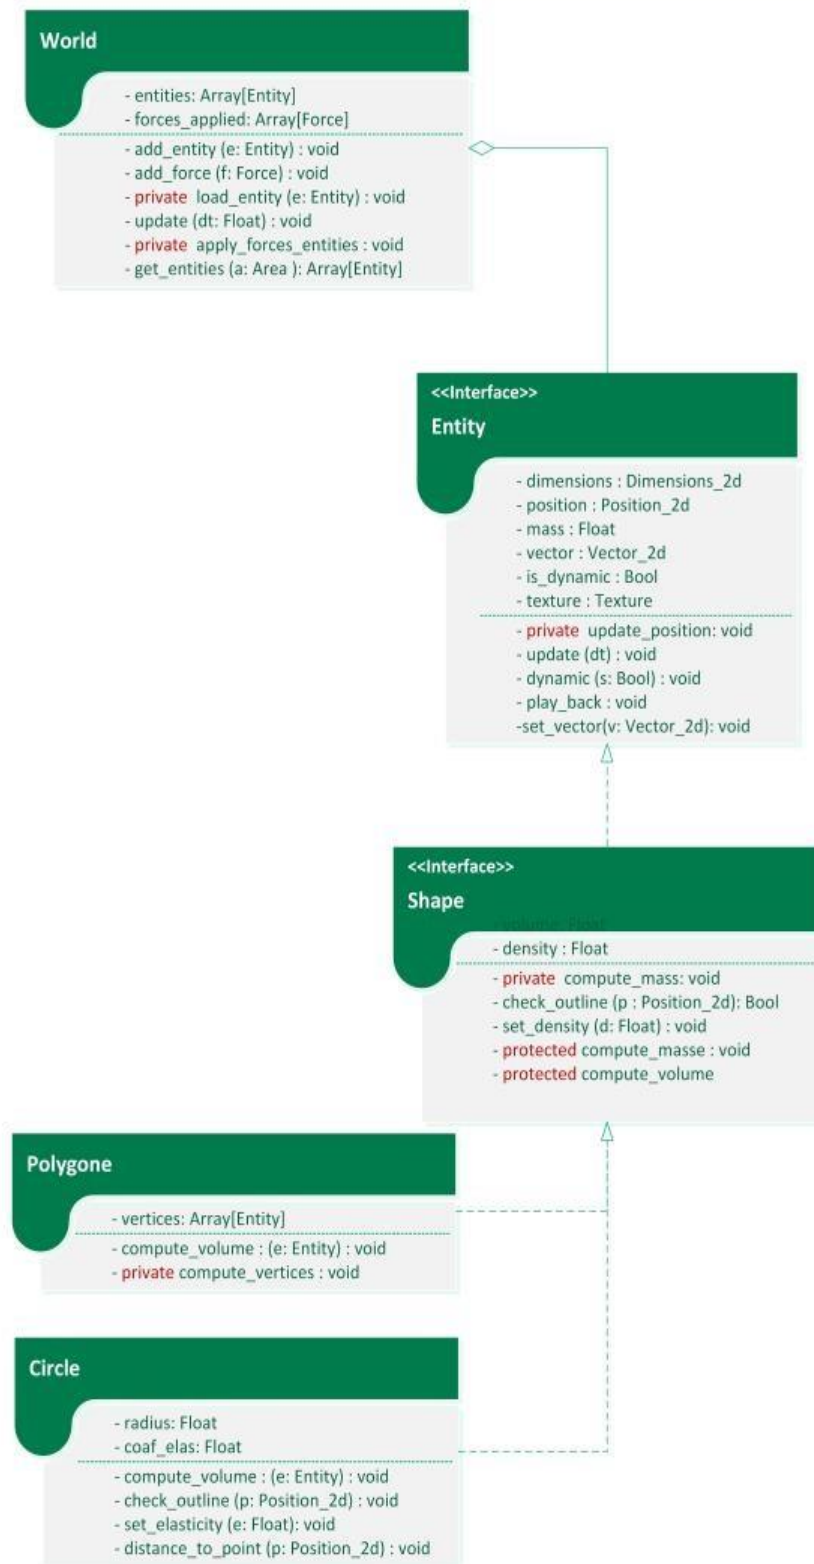 World
- entities: Array[Entity]
- forces_applied: Array[Force]
- add_entity (e: Entity) : void
- add_force (f: Force) : void
- private load_entity (e: Entity) : void
- update (dt: Float) : void
- private apply_forces_entities : void
- get_entities (a: Area ): Array[Entity]
<<Interface>>
Entity
- dimensions : Dimensions_2d
- position : Position_2d
- mass : Float
- vector : Vector_2d
- is_dynamic : Bool
- texture : Texture
- private update_position: void
- update (dt) : void
- dynamic (s: Bool) : void
- play_back : void
-set_vector(v: Vector_2d): void
<<Interface>>
Shape
- volume: Float
- density : Float
- private compute_mass: void
- check_outline (p : Position_2d): Bool
- set_density (d: Float) : void
- protected compute_masse : void
- protected compute_volume
Polygone
- vertices: Array[Entity]
- compute_volume : (e: Entity) : void
- private compute_vertices : void
Circle
- radius: Float
- coaf_elas: Float
- compute_volume : (e: Entity) : void
- check_outline (p: Position_2d) : void
- set_elasticity (e: Float): void
- distance_to_point (p: Position_2d) : void